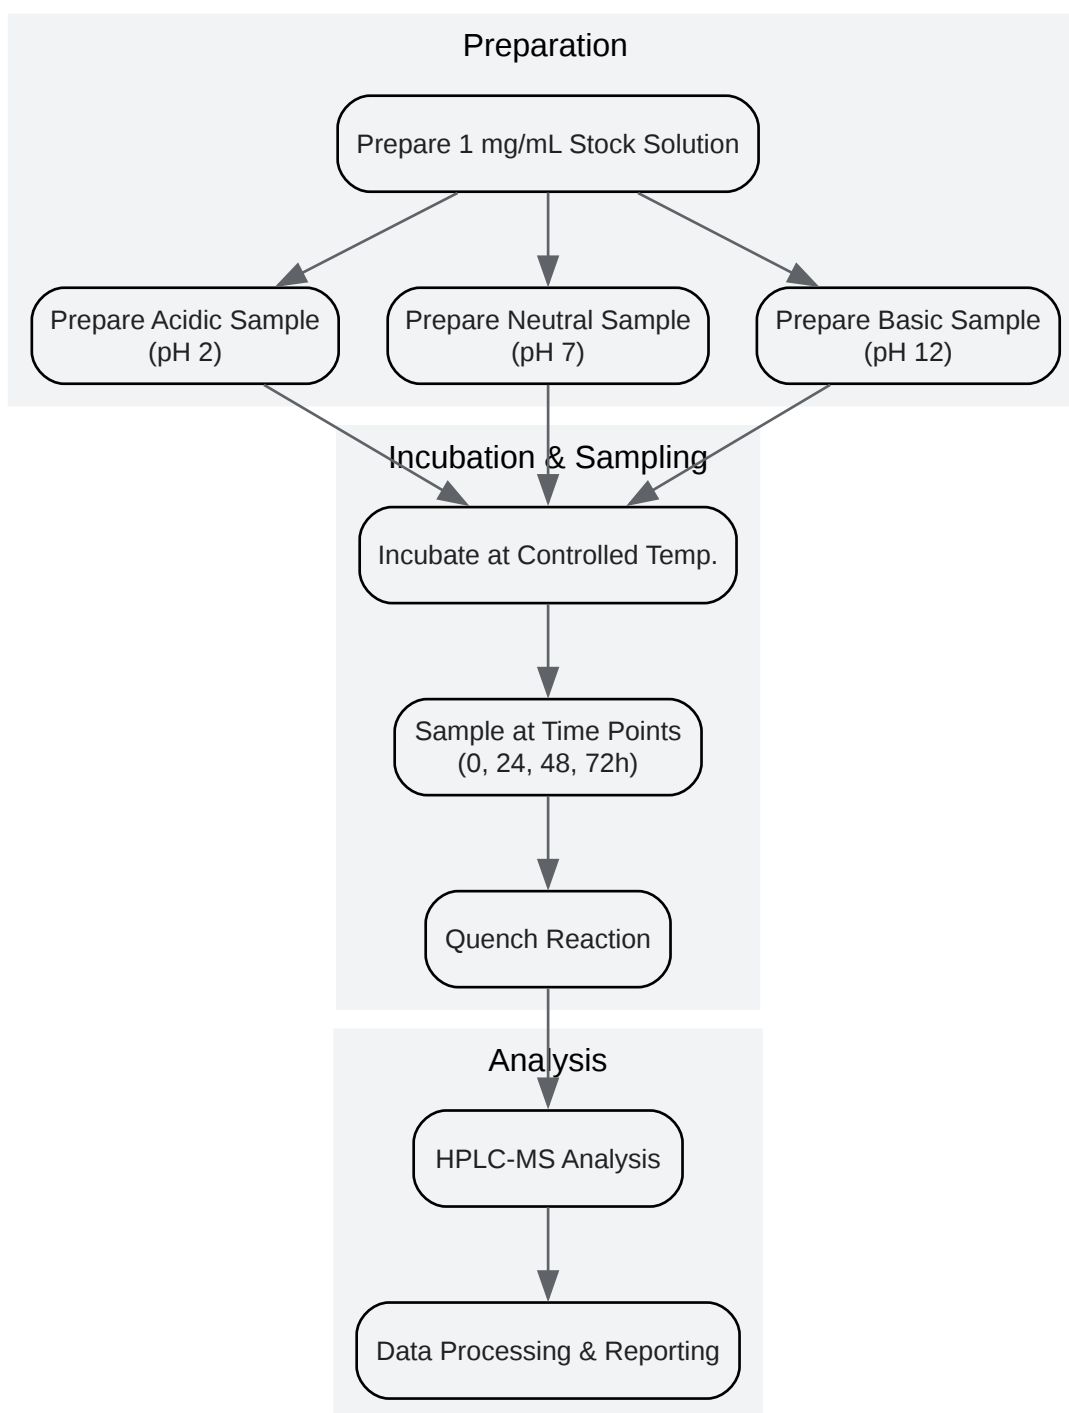 Preparation
Prepare 1 mg/mL Stock Solution
Prepare Acidic Sample
(pH 2)
Prepare Neutral Sample
(pH 7)
Prepare Basic Sample
(pH 12)
Incubation & Sampling
Incubate at Controlled Temp.
Sample at Time Points
(0, 24, 48, 72h)
Quench Reaction
Analysis
HPLC-MS Analysis
Data Processing & Reporting